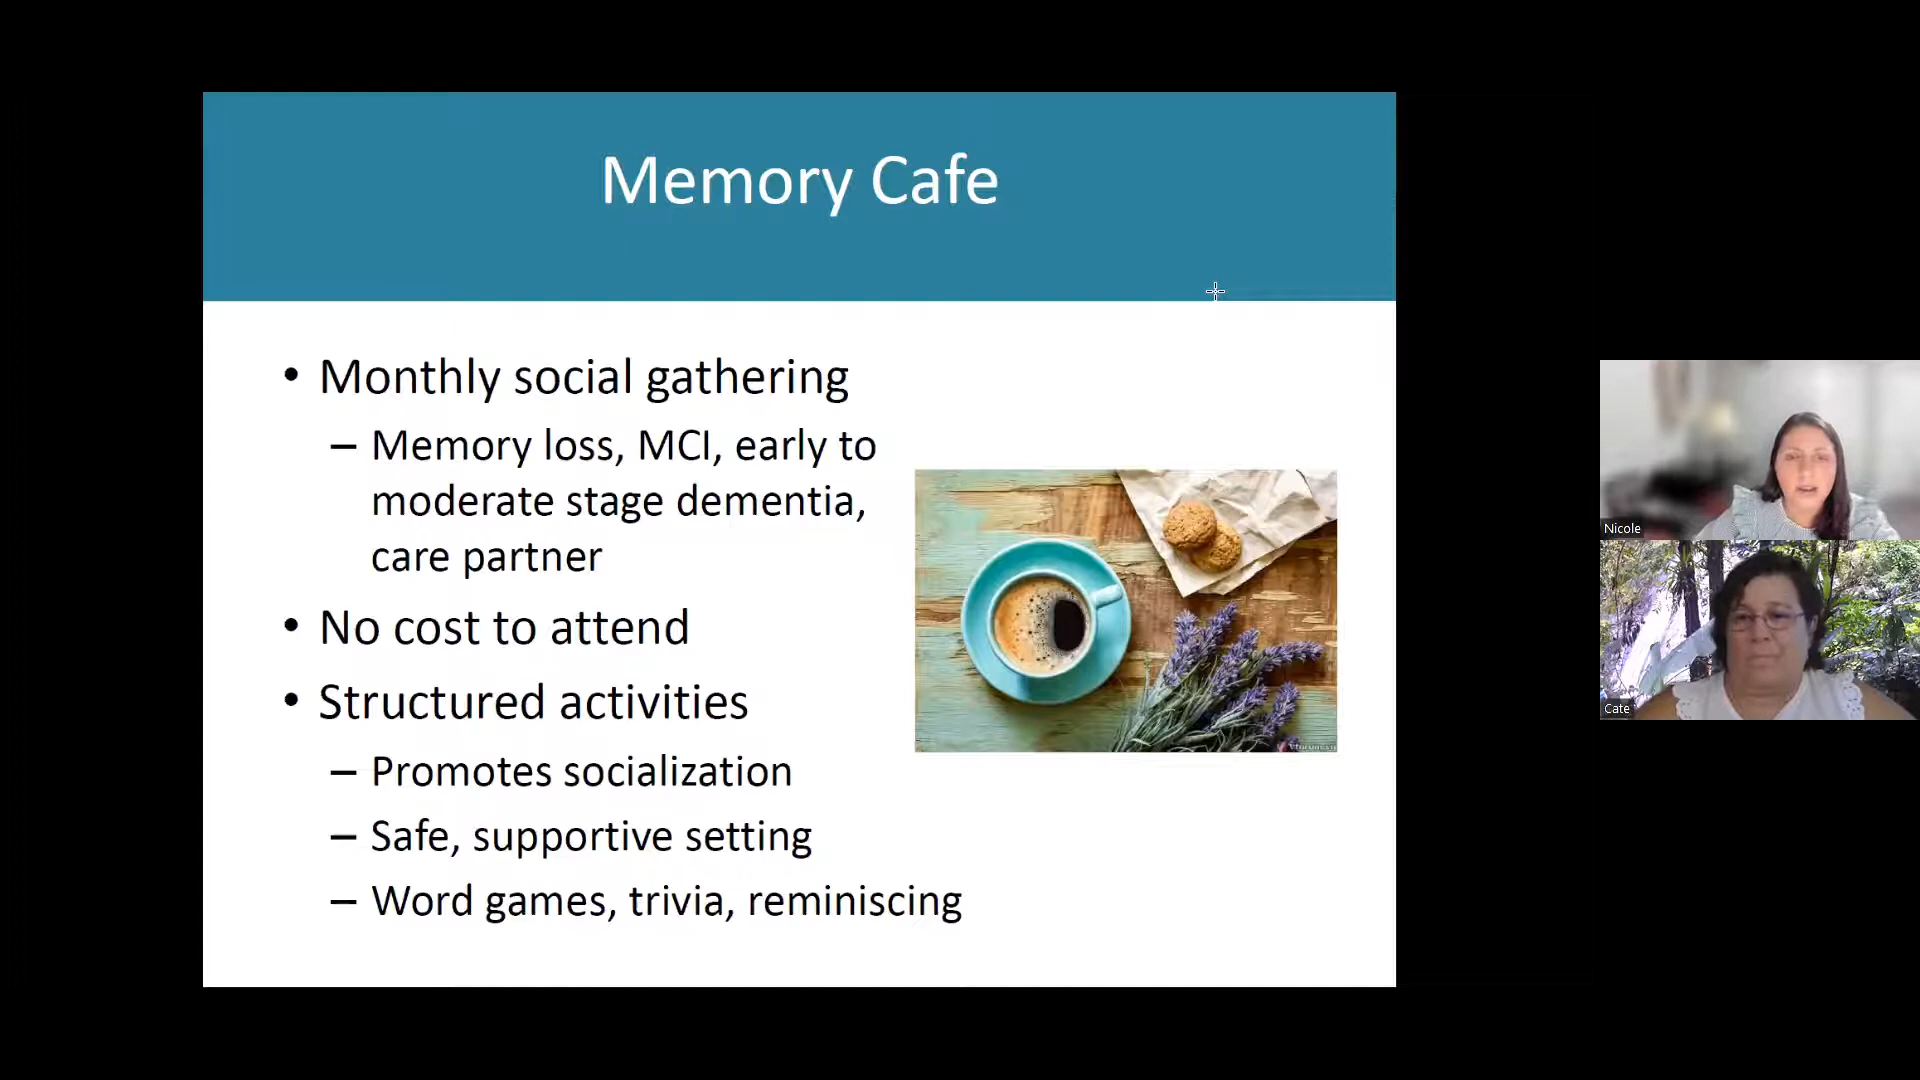 Memory Cafe
• Monthly social gathering
– Memory loss, MCI, early to
moderate stage dementia,
care partner
• No cost to attend
• Structured activities
– Promotes socialization
– Safe, supportive setting
– Word games, trivia, reminiscing
Nicole
Cate